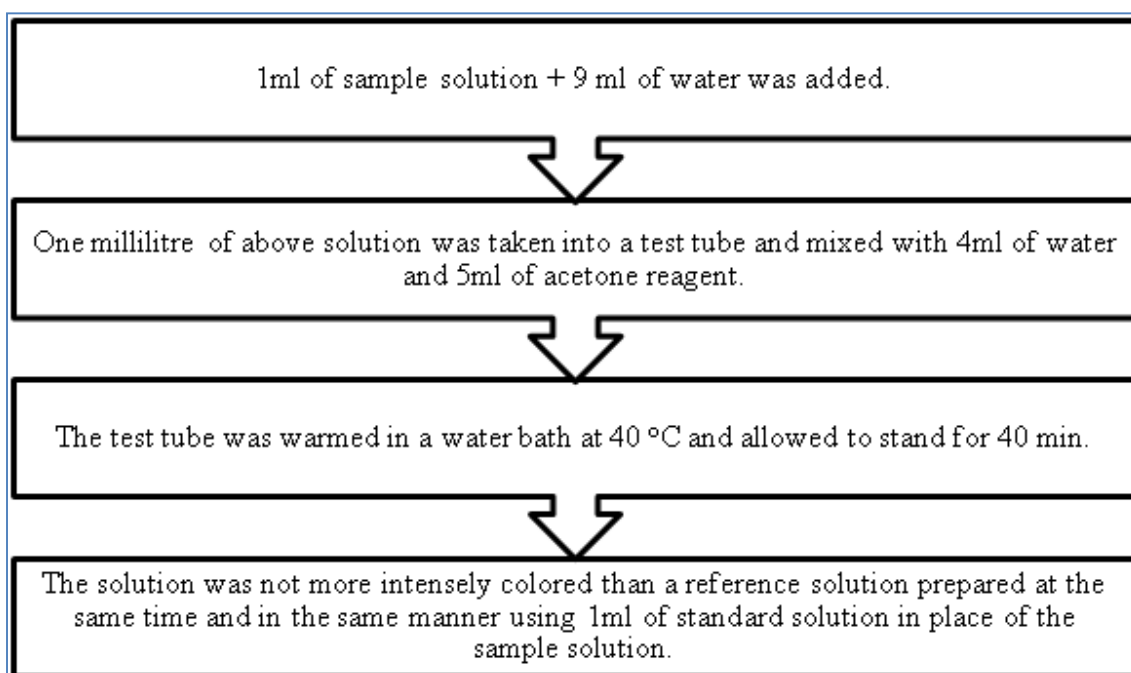 1ml of sample solution + 9 ml of water was added.
One millilitre of above solution was taken into a test tube and mixed with 4ml of water
and 5ml of acetone reagent.
The test tube was warmed in a water bath at 40 °C and allowed to stand for 40 min.
The solution was not more intensely colored than a reference solution prepared at the
same time and in the same manner using 1ml of standard solution in place of the
sample solution.